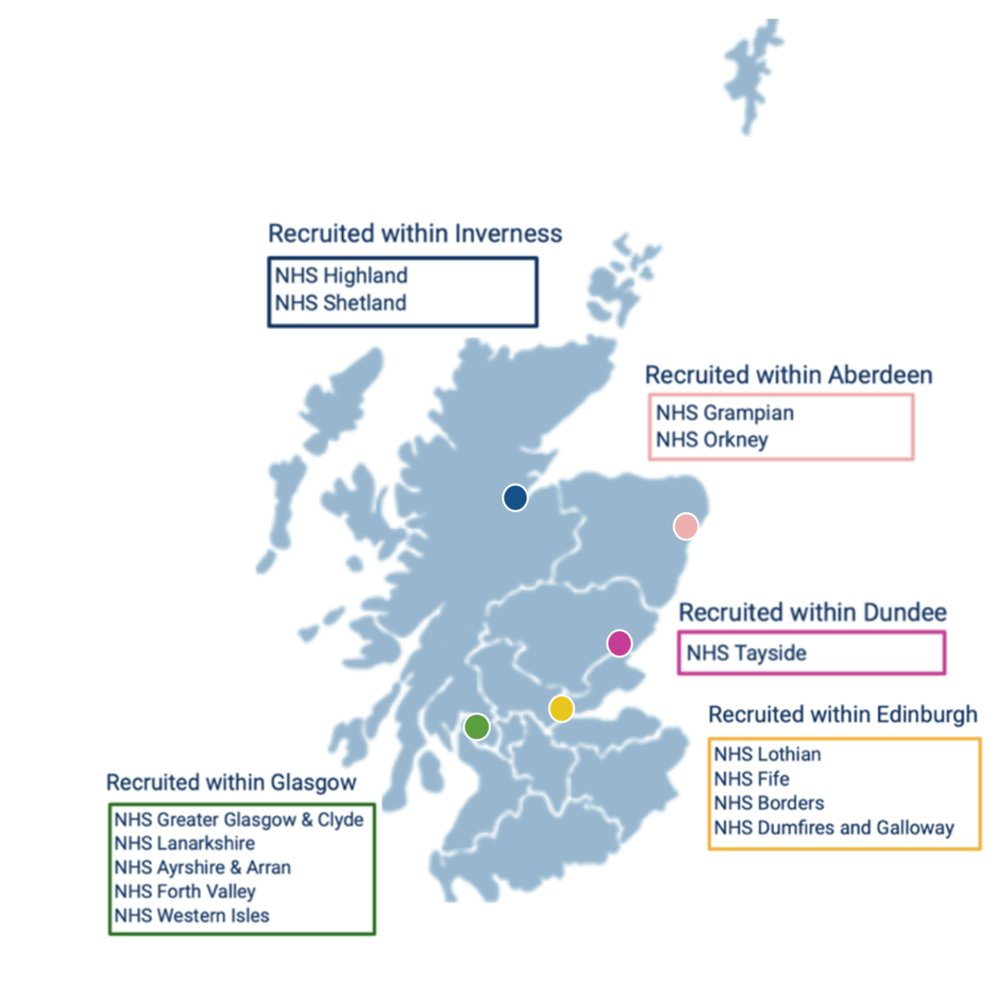 Recruited within Inverness
NHS Highland
NHS Shetland
Recruited within Aberdeen
NHS Grampian
NHS Orkney
Recruited within Dundee
NHS Tayside
Recruited within Edinburgh
NHS Lothian
NHS Fife
NHS Borders
NHS Dumfires and Galloway
Recruited within Glasgow
NHS Greater Glasgow & Clyde
NHS Lanarkshire
NHS Ayrshire & Arran
NHS Forth Valley
NHS Western Isles